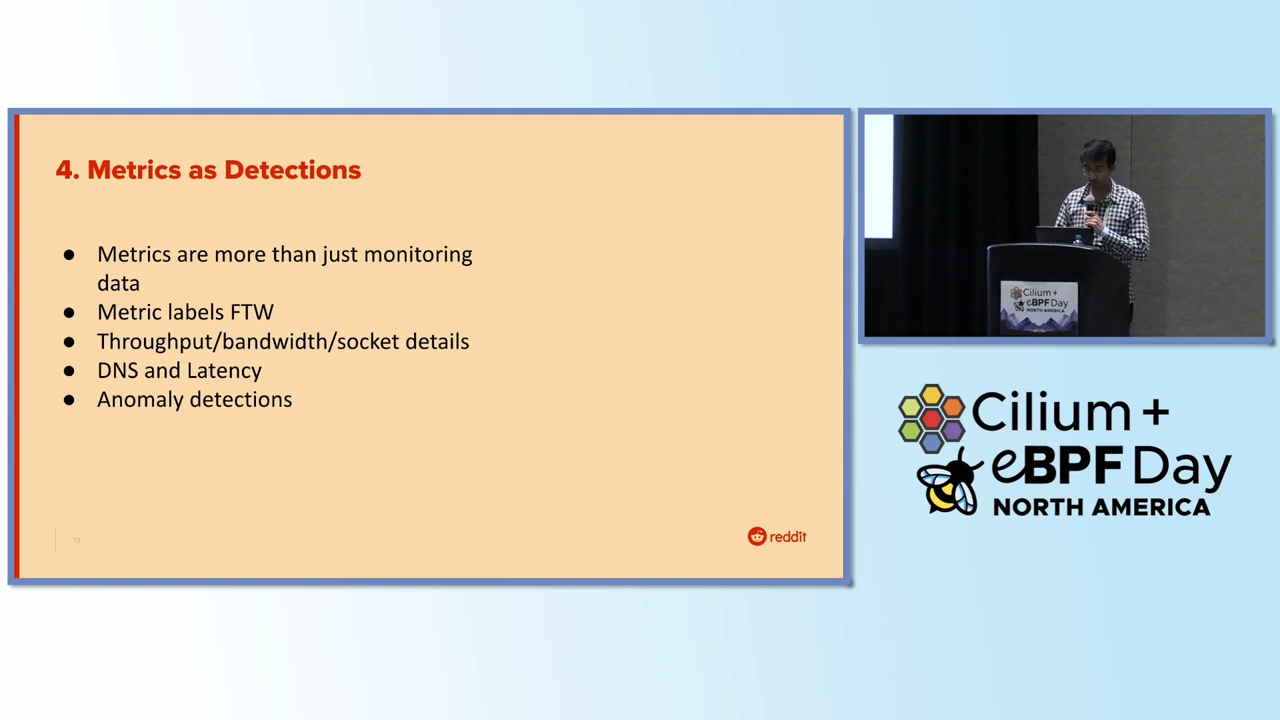 4. Metrics as Detections
● Metrics are more than just monitoring
data
● Metric labels FTW
● Throughput/bandwidth/socket details
● DNS and Latency
● Anomaly detections
13
reddit
Cilium +
eBPF Day
NORTH AMERICA
Cilium +
eBPF Day
NORTH AMERICA